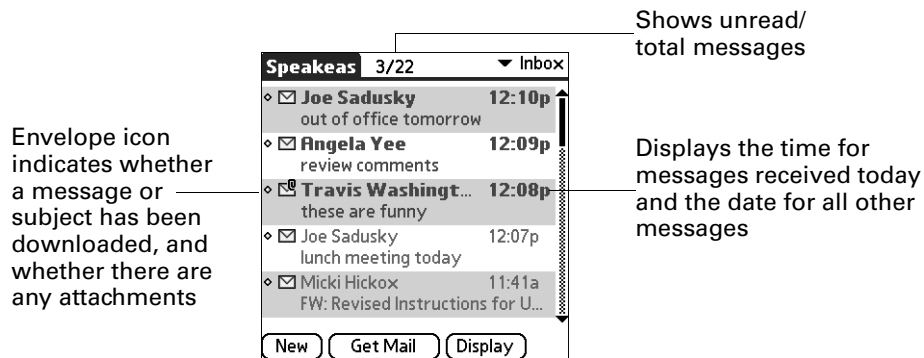 Shows unread/
total messages
Speakeas 3/22 Inbox
Joe Sadusky 12:10p
out of office tomorrow
Angela Yee 12:09p
review comments
Travis Washingt... 12:08p
these are funny
Joe Sadusky 12:07p
lunch meeting today
Micki Hickox 11:41a
FW: Revised Instructions for U...
New Get Mail Display
Envelope icon
indicates whether
a message or
subject has been
downloaded, and
whether there are
any attachments
Displays the time for
messages received today
and the date for all other
messages